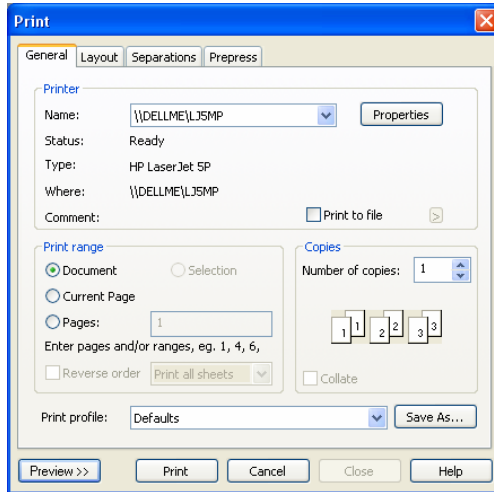 Print
General Layout Separations Prepress
Printer
Name: \\DELLME\LJ5MP Properties
Status: Ready
Type: HP LaserJet 5P
Where: \\DELLME\LJ5MP
Comment: Print to file >
Print range Copies
Document Selection Number of copies: 1
Current Page
Pages: 1
1 1 2 2 3 3
Enter pages and/or ranges, eg. 1, 4, 6,
Reverse order Print all sheets Collate
Print profile: Defaults Save As...
Preview >> Print Cancel Close Help